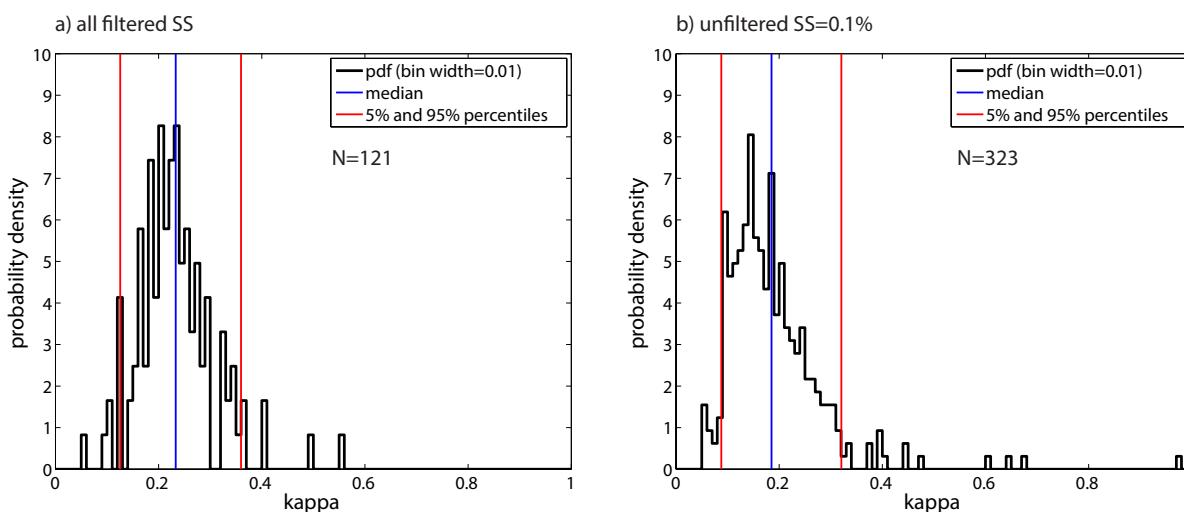 a) all filtered SS
10
9
8
7
6
5
4
3
2
1
0
probability density
pdf (bin width=0.01)
median
5% and 95% percentiles
N=121
0 0.2 0.4 0.6 0.8 1
kappa
b) unfiltered SS=0.1%
10
9
8
7
6
5
4
3
2
1
0
probability density
pdf (bin width=0.01)
median
5% and 95% percentiles
N=323
0 0.2 0.4 0.6 0.8
kappa